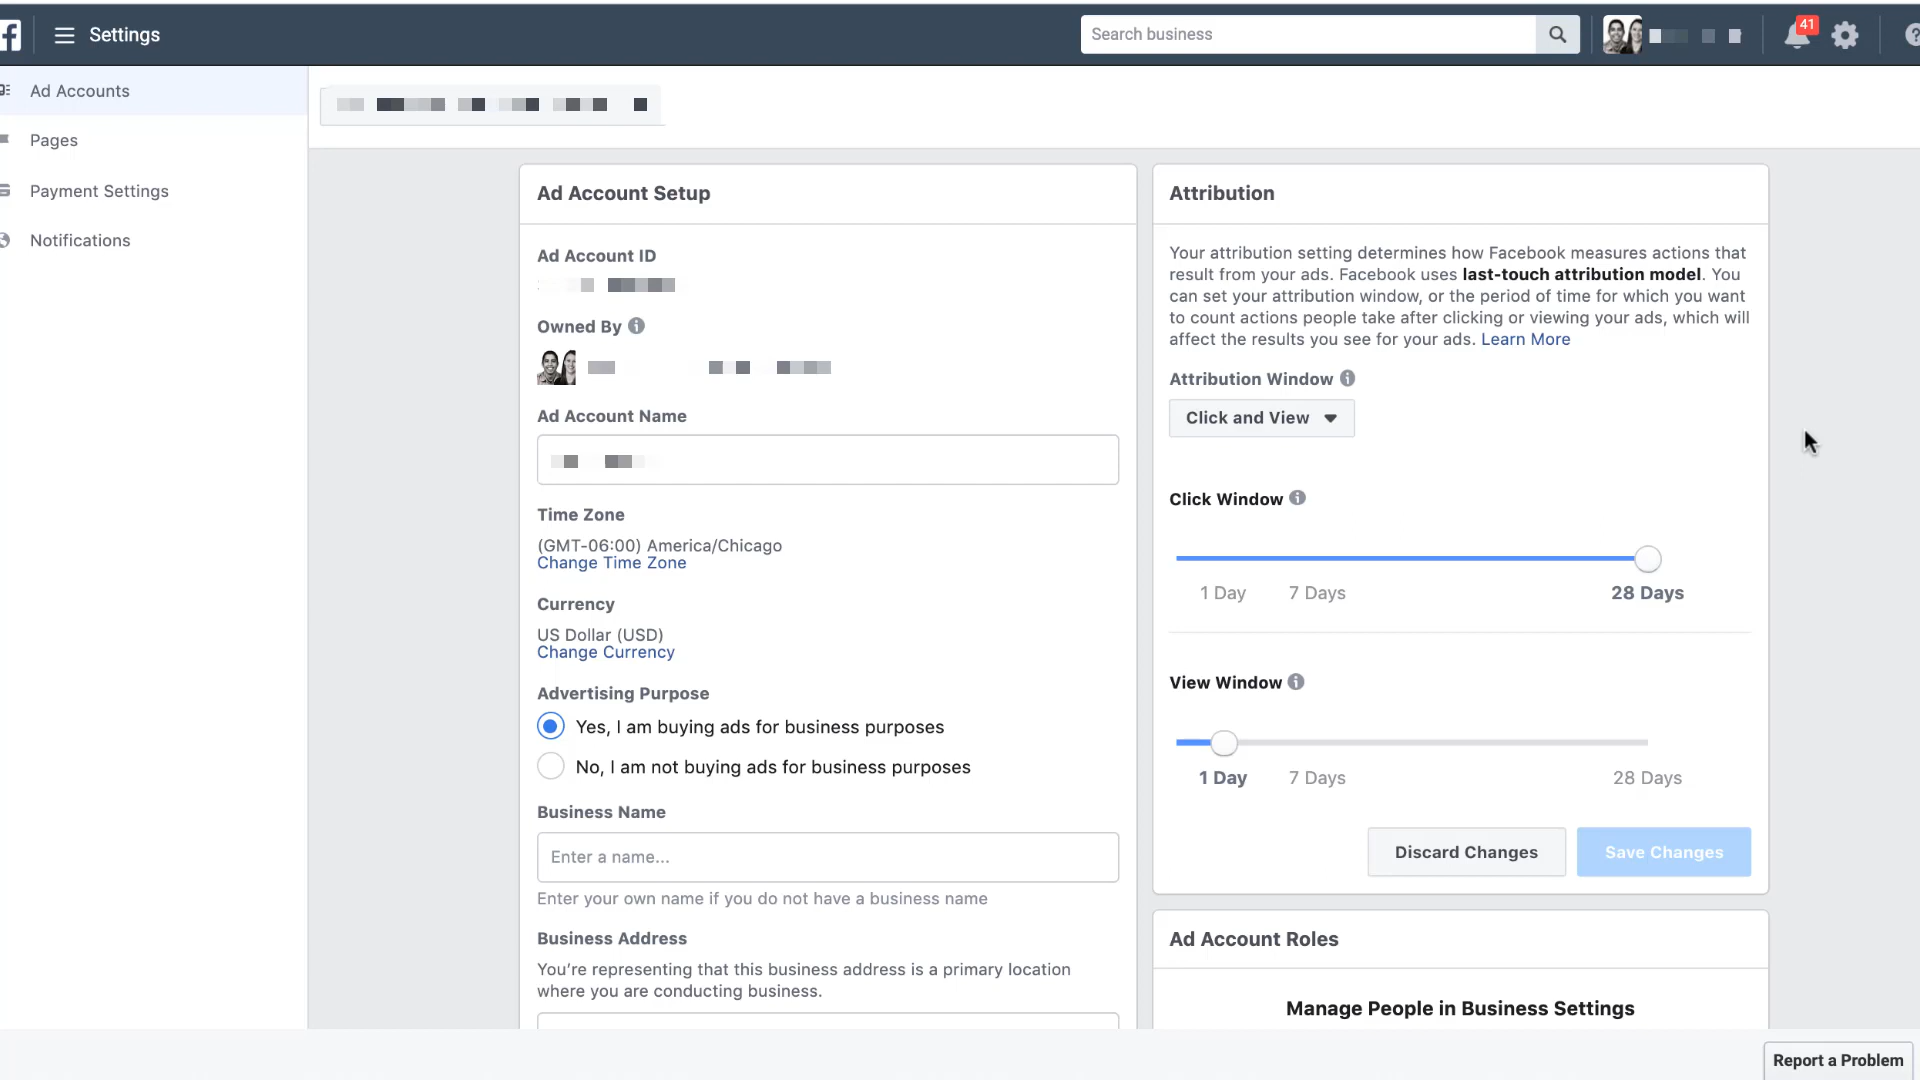 Settings
Search business
41
Ad Accounts
Pages
Payment Settings
Notifications
Ad Account Setup
Ad Account ID
Owned By
Ad Account Name
Time Zone
(GMT-06:00) America/Chicago
Change Time Zone
Currency
US Dollar (USD)
Change Currency
Advertising Purpose
Yes, I am buying ads for business purposes
No, I am not buying ads for business purposes
Business Name
Enter a name...
Enter your own name if you do not have a business name
Business Address
You’re representing that this business address is a primary location
where you are conducting business.
Attribution
Your attribution setting determines how Facebook measures actions that
result from your ads. Facebook uses last-touch attribution model. You
can set your attribution window, or the period of time for which you want
to count actions people take after clicking or viewing your ads, which will
affect the results you see for your ads. Learn More
Attribution Window
Click and View
Click Window
1 Day 7 Days 28 Days
View Window
1 Day 7 Days 28 Days
Discard Changes Save Changes
Ad Account Roles
Manage People in Business Settings
Report a Problem